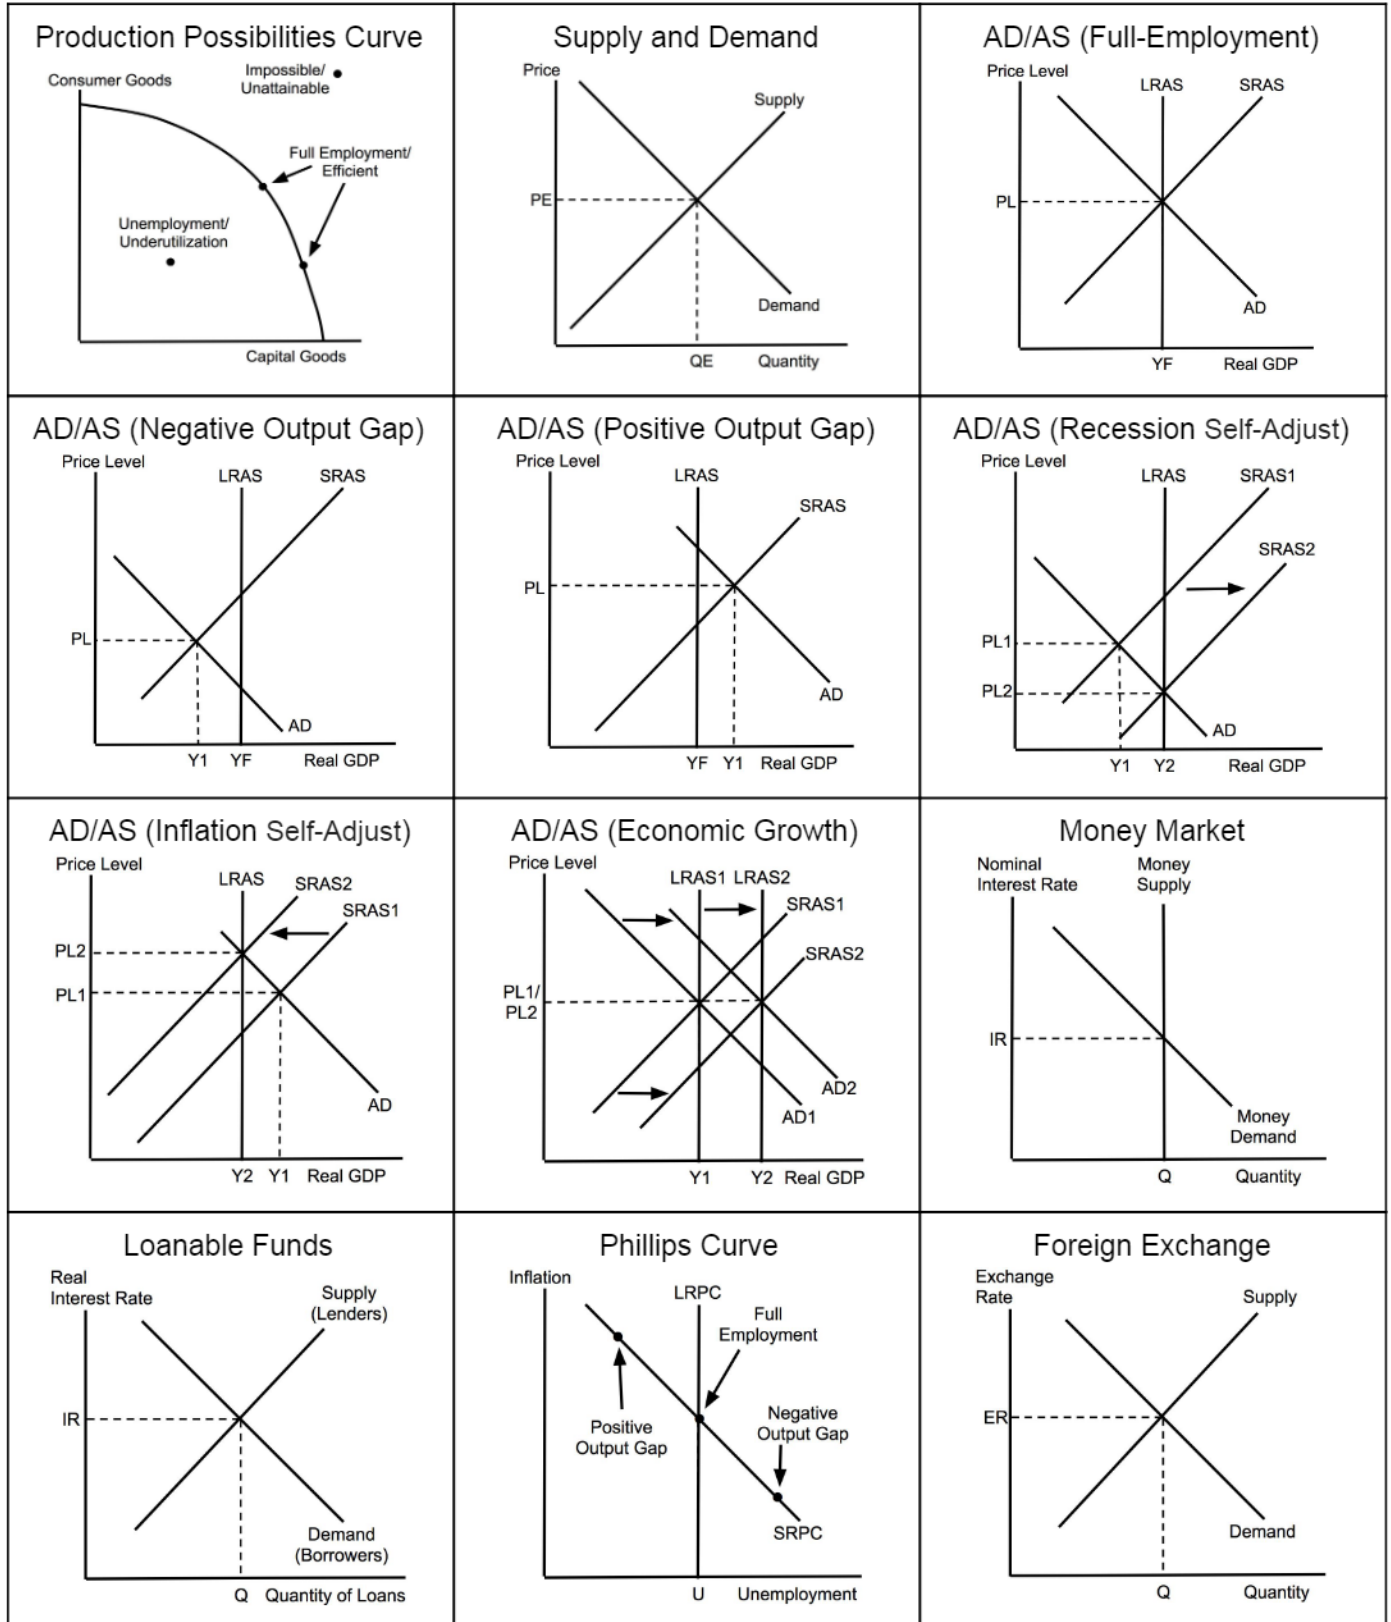 Production Possibilities Curve
Consumer Goods
Impossible/
Unattainable
Full Employment/
Efficient
Unemployment/
Underutilization
Capital Goods
Supply and Demand
Price
Supply
PE
Demand
QE
Quantity
AD/AS (Full-Employment)
Price Level
LRAS
SRAS
PL
AD
YF
Real GDP
AD/AS (Negative Output Gap)
Price Level
LRAS
SRAS
PL
AD
Y1
YF
Real GDP
AD/AS (Positive Output Gap)
Price Level
LRAS
SRAS
PL
AD
YF
Y1
Real GDP
AD/AS (Recession Self-Adjust)
Price Level
LRAS
SRAS1
SRAS2
PL1
PL2
AD
Y1
Y2
Real GDP
AD/AS (Inflation Self-Adjust)
Price Level
LRAS
SRAS2
SRAS1
PL2
PL1
AD
Y2
Y1
Real GDP
AD/AS (Economic Growth)
Price Level
LRAS1
LRAS2
SRAS1
SRAS2
PL1/
PL2
AD2
AD1
Y1
Y2
Real GDP
Money Market
Nominal
Interest Rate
Money
Supply
IR
Money
Demand
Q
Quantity
Loanable Funds
Real
Interest Rate
Supply
(Lenders)
IR
Demand
(Borrowers)
Q
Quantity of Loans
Phillips Curve
Inflation
LRPC
Full
Employment
Positive
Output Gap
Negative
Output Gap
SRPC
U
Unemployment
Foreign Exchange
Exchange
Rate
Supply
ER
Demand
Q
Quantity